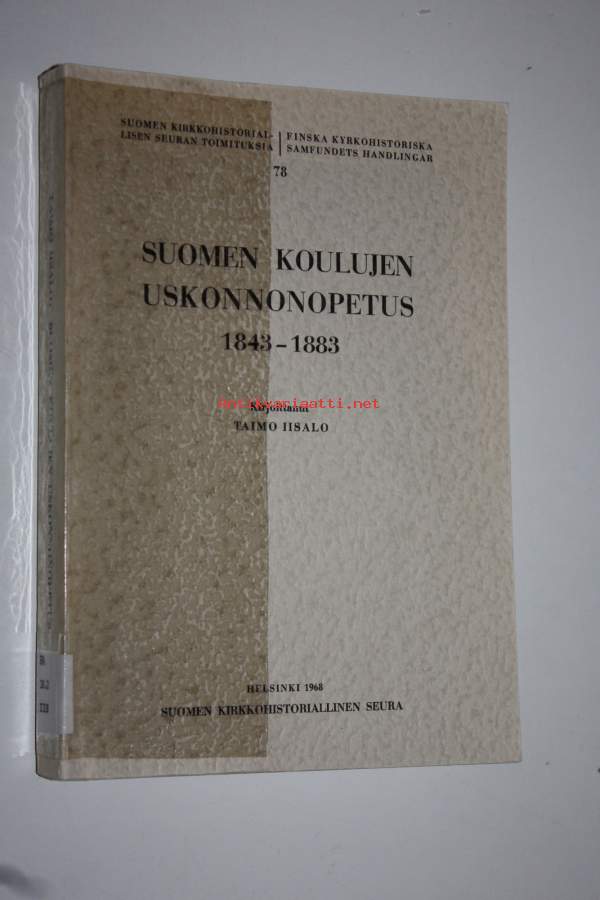 SUOMEN KIRKKOHISTORIAL-
LISEN SEURAN TOIMITUKSIA
FINSKA KYRKOHISTORISKA
SAMFUNDETS HANDLINGAR
78
SUOMEN KOULUJEN
USKONNONOPETUS
1843–1883
Kirjoittanut
antikvariaatti.net
TAIMO IISALO
HELSINKI 1968
SUOMEN KIRKKOHISTORIALLINEN SEURA